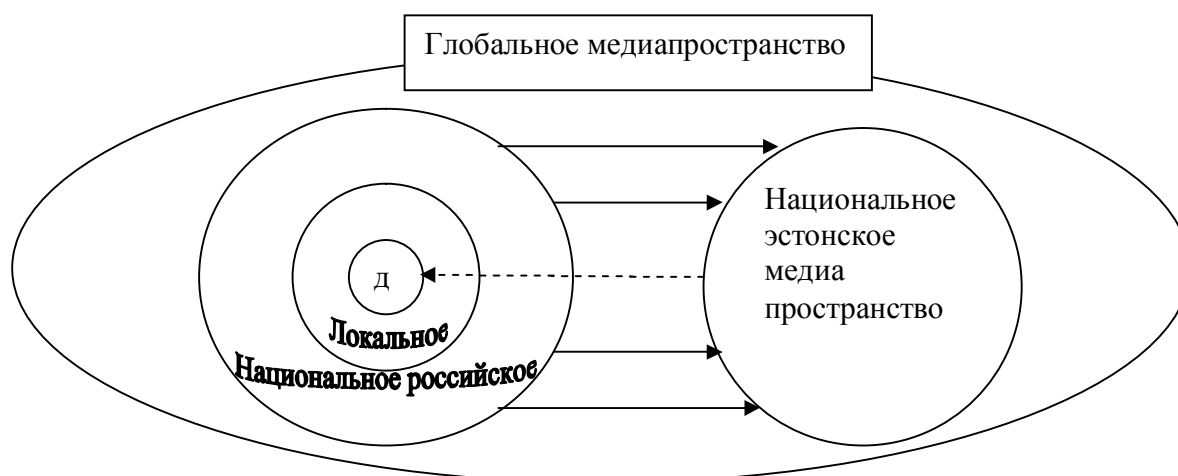 Глобальное медиапространство
Национальное
эстонское
медиа
пространство
д
Локальное
Национальное российское